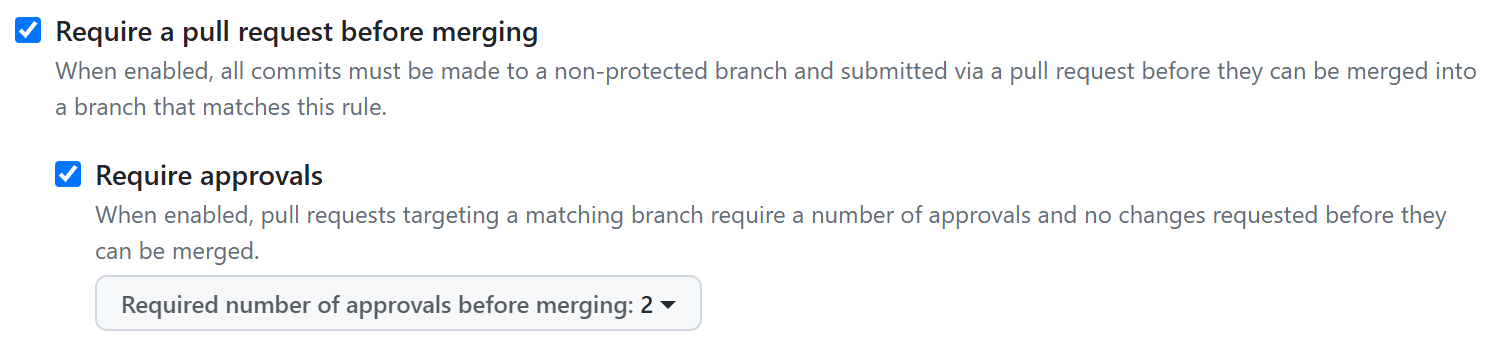 Require a pull request before merging
When enabled, all commits must be made to a non-protected branch and submitted via a pull request before they can be merged into
a branch that matches this rule.
Require approvals
When enabled, pull requests targeting a matching branch require a number of approvals and no changes requested before they
can be merged.
Required number of approvals before merging: 2